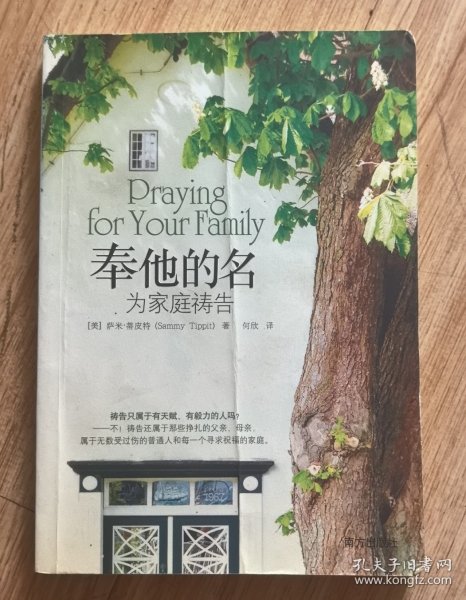 Praying
for Your Family
奉他的名
为家庭祷告
[美] 萨米·蒂皮特 (Sammy Tippit) 著 何欣 译
祷告只属于有天赋、有毅力的人吗?
——不! 祷告还属于那些挣扎的父亲、母亲,
属于无数受过伤的普通人和每一个寻求祝福的家庭。
1967
南方出版社
孔夫子旧书网
www.kongfz.com